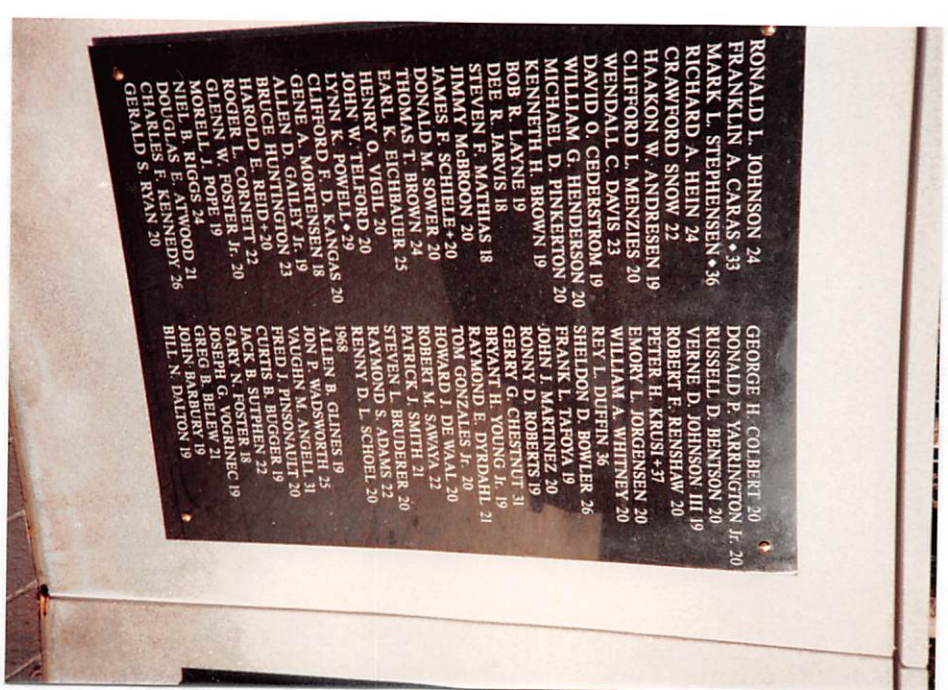 RONALD L. JOHNSON 24
FRANKLIN A. CARAS ♦ 33
MARK L. STEPHENSEN ♦ 36
RICHARD A. HEIN 24
CRAWFORD SNOW 22
HAAKON W. ANDRESEN 19
CLIFFORD L. MENZIES 20
WENDALL C. DAVIS 23
DAVID O. CEDERSTROM 19
WILLIAM G. HENDERSON 20
MICHAEL D. PINKERTON 20
KENNETH H. BROWN 19
BOB R. LAYNE 19
DEE R. JARVIS 18
STEVEN F. MATHIAS 18
JIMMY McBROON 20
JAMES F. SCHIELE + 20
DONALD M. SOWER 20
THOMAS T. BROWN 24
EARL K. EICHBAUER 25
HENRY O. VIGIL 20
JOHN W. TELFORD 20
LYNN K. POWELL ♦ 29
CLIFFORD E. D. KANGAS 20
GENE A. MORTENSEN 18
ALLEN D. GAILEY Jr. 19
ALLEN HUNTINGTON 23
BRUCE E. REID + 20
HAROLD E. CORNETT 22
ROGER L. FOSTER Jr. 20
GLENN W. POPE 19
MORELL J. RUGGS 24
NIEL B. ATWOOD 21
DOUGLAS E. KENNEDY 26
CHARLES F. RYAN 20
GERALD S.
GEORGE H COLBERT 20
DONALD P. YARRINGTON Jr. 20
RUSSELL D. BENTSON 20
VERNE D. JOHNSON III 19
ROBERT F. RENSHAW 20
PETER H. KRUSI + 37
EMORY L. JORGENSEN 20
WILLIAM A. WHITNEY 20
REY L. DUFFIN 36
SHELDON D. BOWLER 26
FRANK L. TAFOYA 19
JOHN J. MARTINEZ 20
RONNY D. ROBERTS 19
GERRY G. CHESTNUT 31
BRYANT H. YOUNG Jr. 19
RAYMOND E. DYRDAHL 21
TOM GONZALES Jr. 20
HOWARD J. DE WAAL 20
ROBERT M. SAWAYA 22
PATRICK J. SMITH 21
STEVEN L. BRUDERER 20
RAYMOND S. ADAMS 22
RENNY D. L. SCHOEL 20
1968
ALLEN B. GLINES 19
JON P. WADSWORTH 25
VAUGHN M. ANGELL 31
FRED J. PINSONAULT 20
CURTIS B. BUGGER 19
JACK B. SUTPHEN 22
GARY N. FOSTER 18
JOSEPH G. VOGRINEC 19
GREG B. BELEW 21
JOHN BARBURY 19
BILL N. DALTON 19